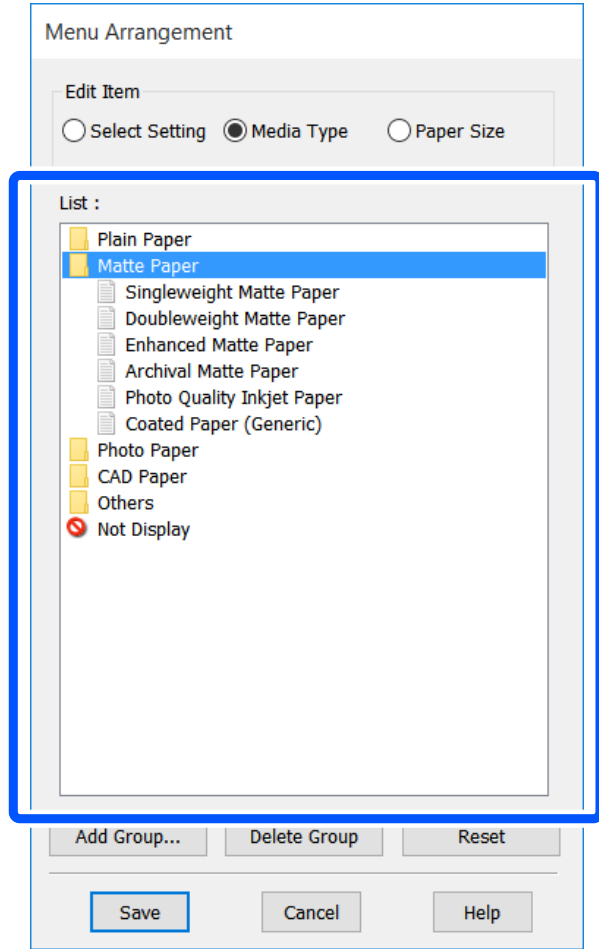 Menu Arrangement
Edit Item
Select Setting Media Type Paper Size
List :
Plain Paper
Matte Paper
Singleweight Matte Paper
Doubleweight Matte Paper
Enhanced Matte Paper
Archival Matte Paper
Photo Quality Inkjet Paper
Coated Paper (Generic)
Photo Paper
CAD Paper
Others
Not Display
Add Group... Delete Group Reset
Save Cancel Help